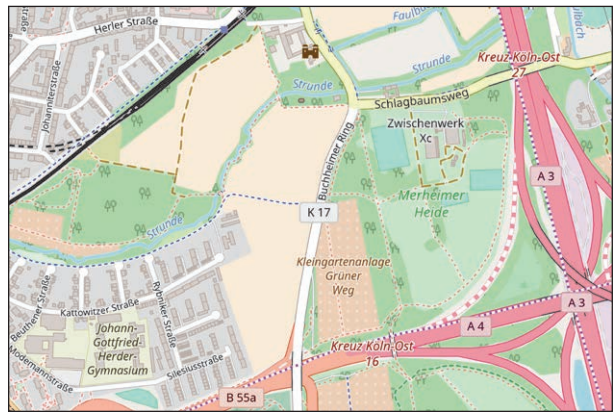 Herler Straße
Faulbach
Faulbach
Strunde
Kreuz Köln-Ost
27
Johanniterstraße
Strunde
Schlagbaumsweg
Zwischenwerk
Xc
Buchheimer Ring
A 3
Merheimer
Heide
K 17
Strunde
Kleingartenanlage
Grüner
Weg
Kattowitzer Straße
Rybniker Straße
Beuthener Straße
A 3
A 4
Johann-
Gottfried-
Herder-
Gymnasium
Kreuz Köln-Ost
16
Modemannstraße
Silesiusstraße
B 55a